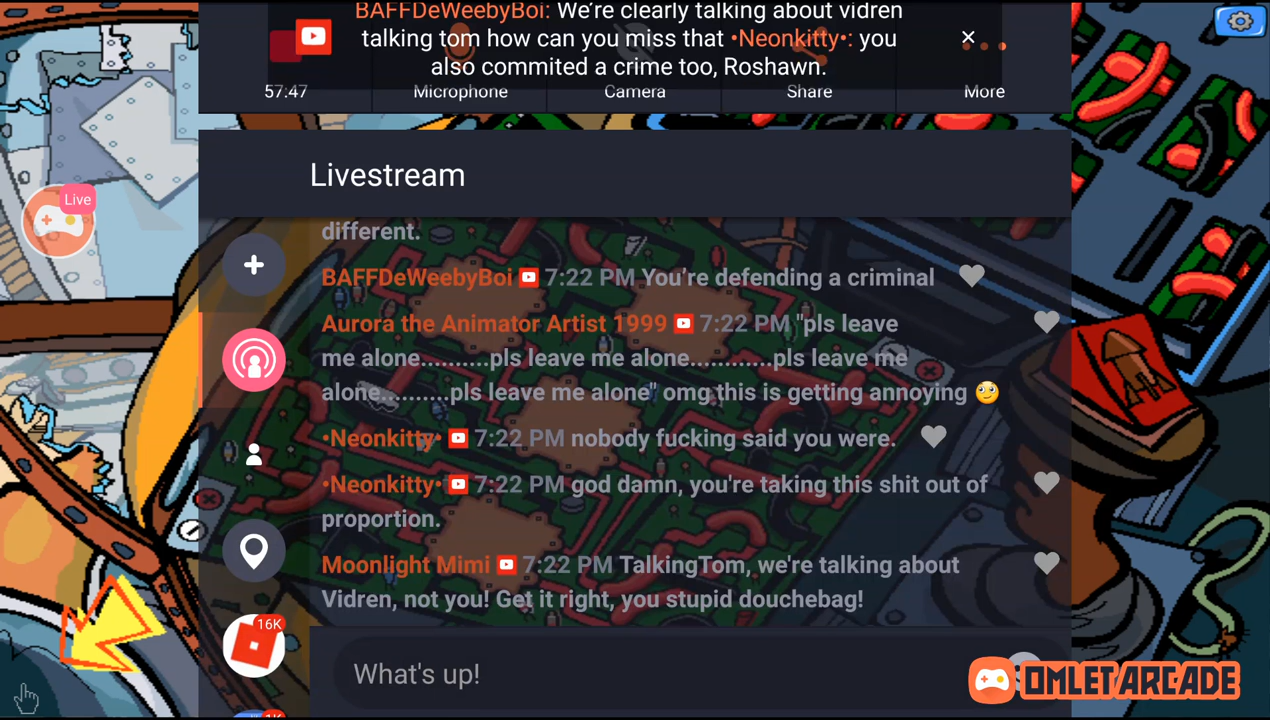 BAFFDeWeebyBoi: We're clearly talking about vidren
talking tom how can you miss that •Neonkitty•: you
also commited a crime too, Roshawn.
57:47
Microphone
Camera
Share
More
Livestream
Live
different.
BAFFDeWeebyBoi 7:22 PM You're defending a criminal
Aurora the Animator Artist 1999 7:22 PM "pls leave
me alone..........pls leave me alone............pls leave me
alone..........pls leave me alone" omg this is getting annoying 🙄
•Neonkitty• 7:22 PM nobody fucking said you were.
•Neonkitty• 7:22 PM god damn, you're taking this shit out of
proportion.
Moonlight Mimi 7:22 PM TalkingTom, we're talking about
Vidren, not you! Get it right, you stupid douchebag!
16K
1K
What's up!
OMLET ARCADE